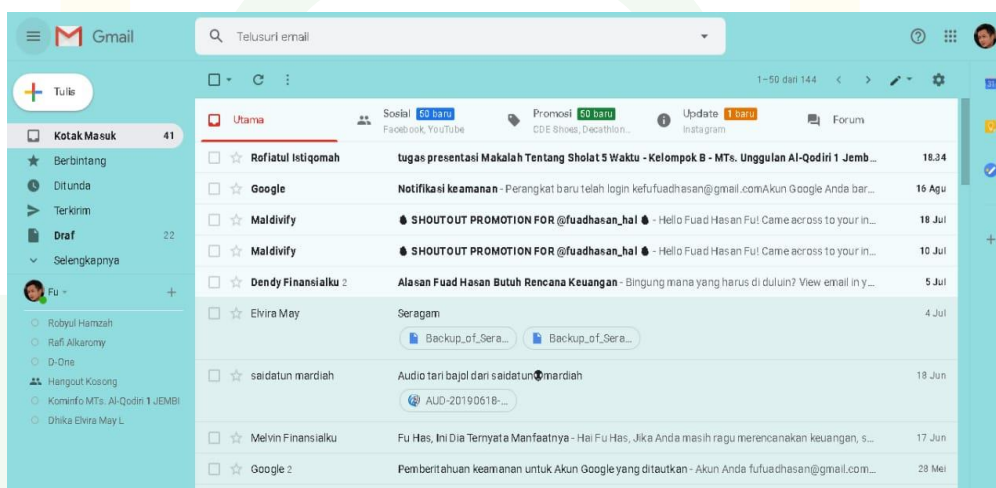 Gmail
Telusuri email
Tulis
1–50 dari 144
Kotak Masuk 41
Berbintang
Ditunda
Terkirim
Draf 22
Selengkapnya
Fu
Robyul Hamzah
Rafi Alkaromy
D-One
Hangout Kosong
Kominfo MTs. Al-Qodiri 1 JEMBI
Dhika Elvira May L
Utama
Sosial 50 baru
Facebook, YouTube
Promosi 50 baru
CDE Shoes, Decathlon...
Update 1 baru
Instagram
Forum
Rofiatul Istiqomah tugas presentasi Makalah Tentang Sholat 5 Waktu - Kelompok B - MTs. Unggulan Al-Qodiri 1 Jemb... 18.34
Google Notifikasi keamanan - Perangkat baru telah login kefufuadhasan@gmail.comAkun Google Anda bar... 16 Agu
Maldivify SHOUTOUT PROMOTION FOR @fuadhasan_hal - Hello Fuad Hasan Fu! Came across to your in... 18 Jul
Maldivify SHOUTOUT PROMOTION FOR @fuadhasan_hal - Hello Fuad Hasan Fu! Came across to your in... 10 Jul
Dendy Finansialku 2 Alasan Fuad Hasan Butuh Rencana Keuangan - Bingung mana yang harus di duluin? View email in y... 5 Jul
Elvira May Seragam 4 Jul
Backup_of_Sera... Backup_of_Sera...
saidatun mardiah Audio tari bajol dari saidatun mardiah 18 Jun
AUD-20190618-...
Melvin Finansialku Fu Has, Ini Dia Ternyata Manfaatnya - Hai Fu Has, Jika Anda masih ragu merencanakan keuangan, s... 17 Jun
Google 2 Pemberitahuan keamanan untuk Akun Google yang ditautkan - Akun Anda fufuadhasan@gmail.com... 28 Mei